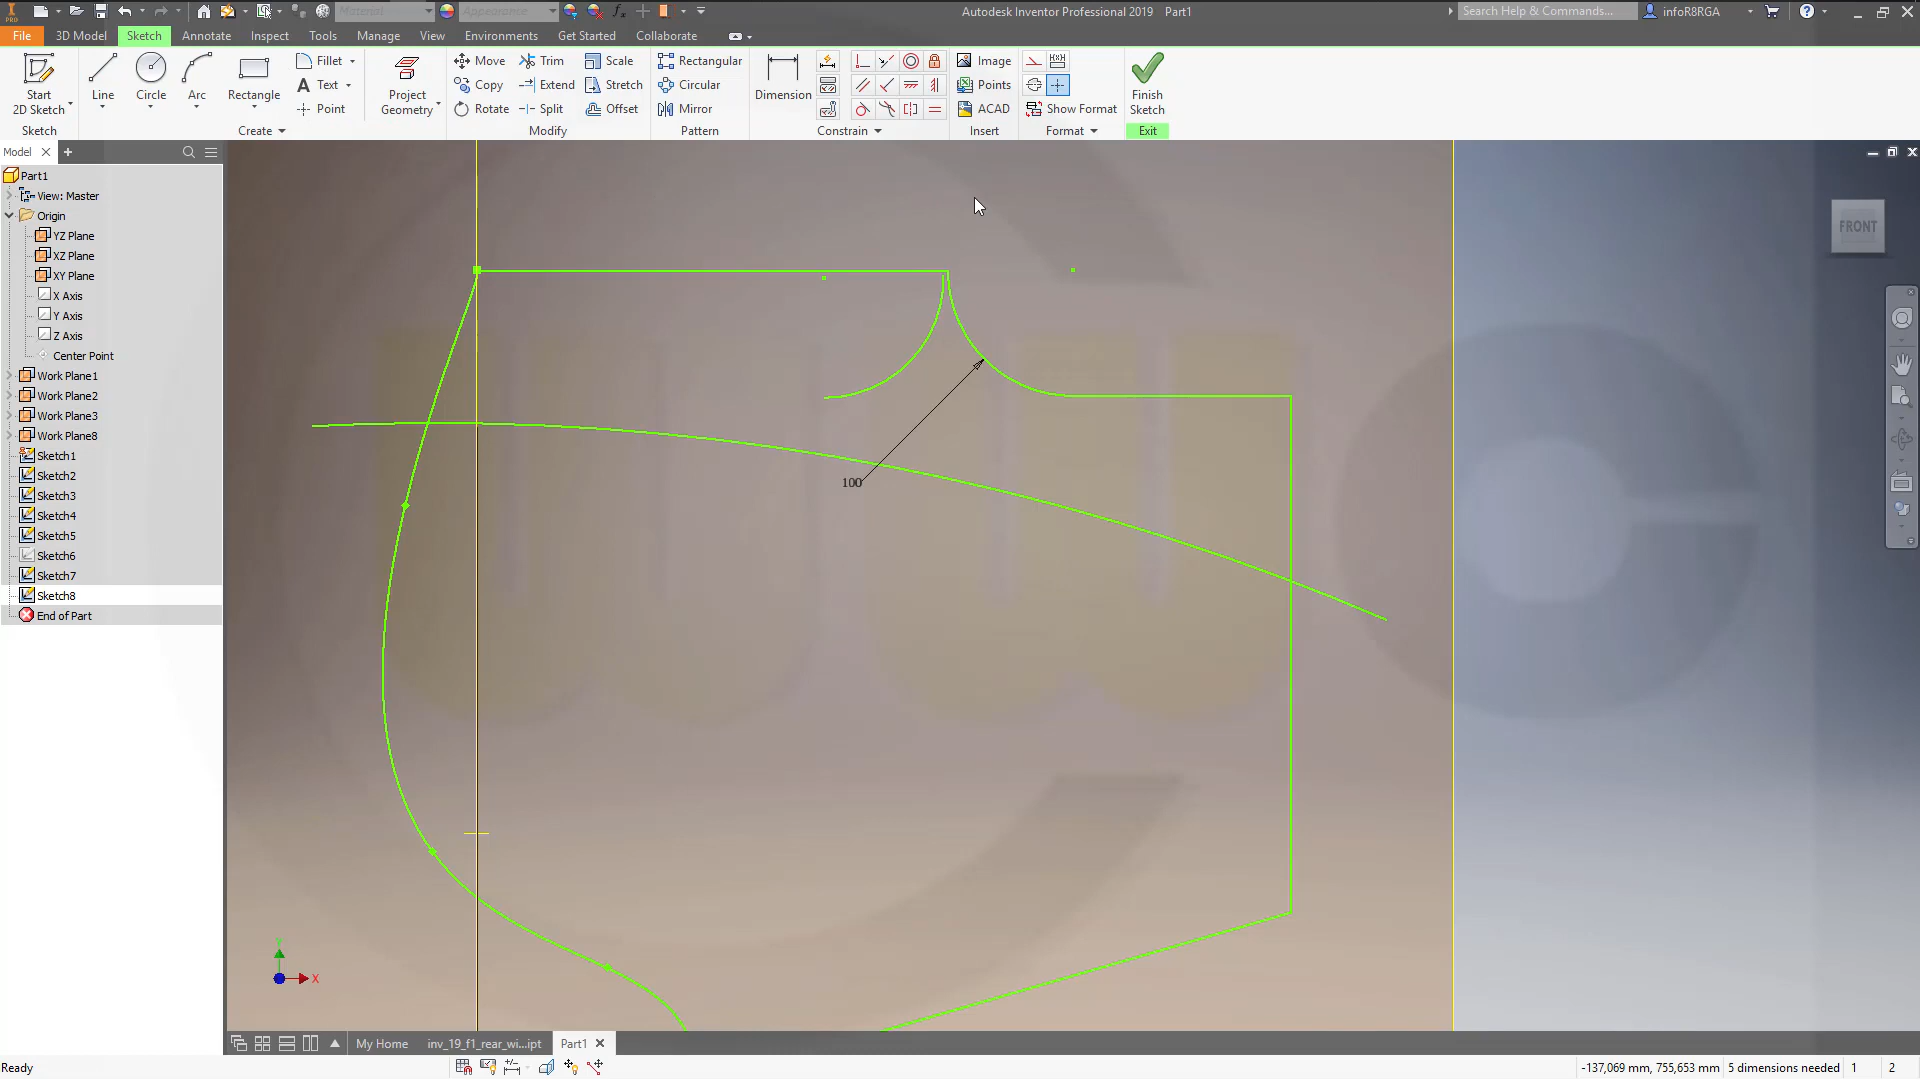 PRO
Material
Appearance
Autodesk Inventor Professional 2019 Part1
Search Help & Commands...
infoR8RGA
File 3D Model Sketch Annotate Inspect Tools Manage View Environments Get Started Collaborate
Start
2D Sketch
Sketch
Line
Circle
Arc
Rectangle
Fillet
Text
Point
Create
Project
Geometry
Move
Copy
Rotate
Trim
Extend
Split
Scale
Stretch
Offset
Modify
Rectangular
Circular
Mirror
Pattern
Dimension
Constrain
Image
Points
ACAD
Insert
Show Format
Format
Finish
Sketch
Exit
Model
Part1
View: Master
Origin
YZ Plane
XZ Plane
XY Plane
X Axis
Y Axis
Z Axis
Center Point
Work Plane1
Work Plane2
Work Plane3
Work Plane8
Sketch1
Sketch2
Sketch3
Sketch4
Sketch5
Sketch6
Sketch7
Sketch8
End of Part
FRONT
100
X
My Home inv_19_f1_rear_wi...ipt Part1
Ready
-137,069 mm, 755,653 mm 5 dimensions needed 1 2